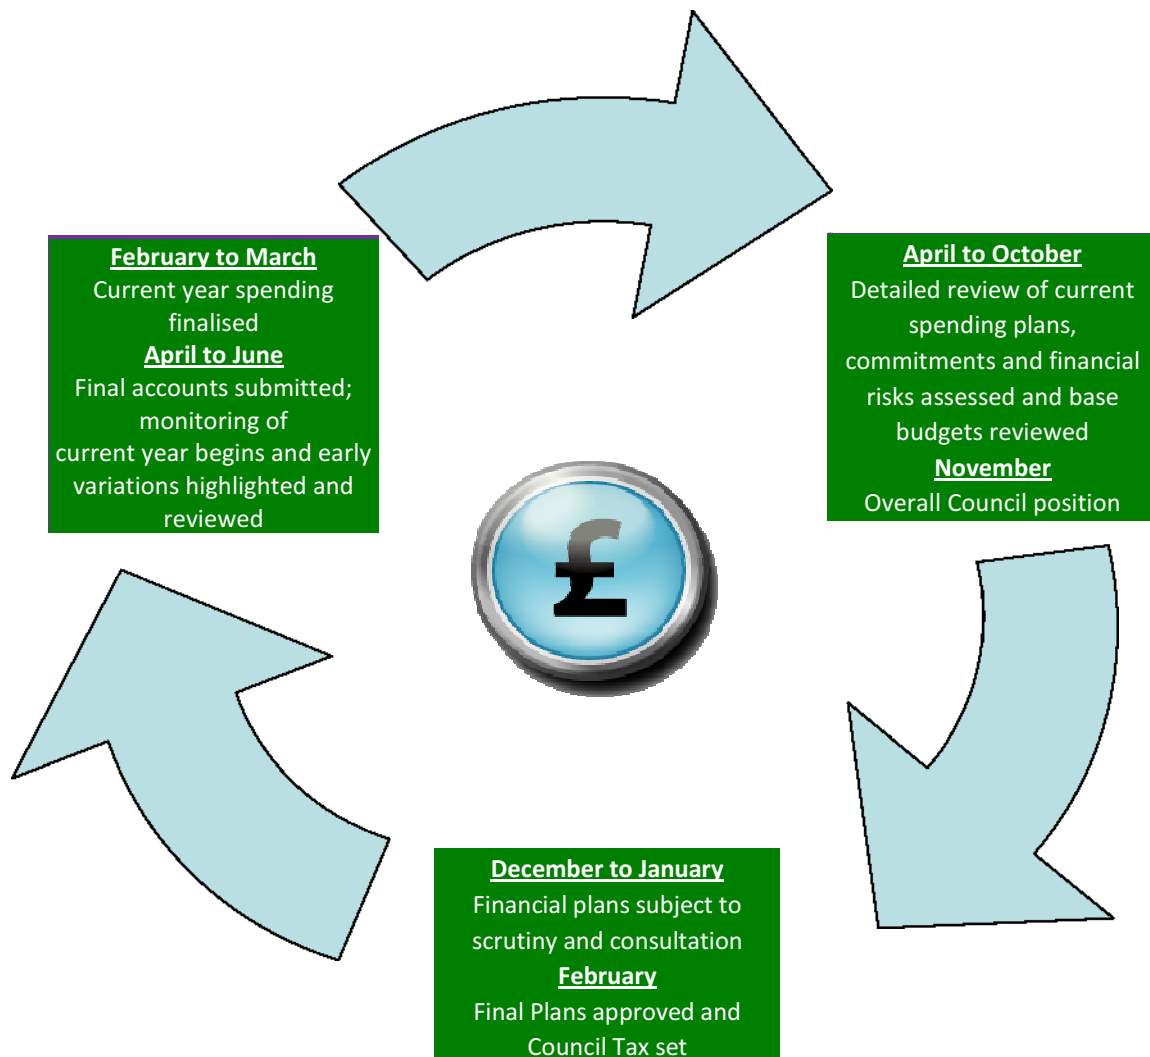 February to March
Current year spending
finalised
April to June
Final accounts submitted;
monitoring of
current year begins and early
variations highlighted and
reviewed
April to October
Detailed review of current
spending plans,
commitments and financial
risks assessed and base
budgets reviewed
November
Overall Council position
£
December to January
Financial plans subject to
scrutiny and consultation
February
Final Plans approved and
Council Tax set